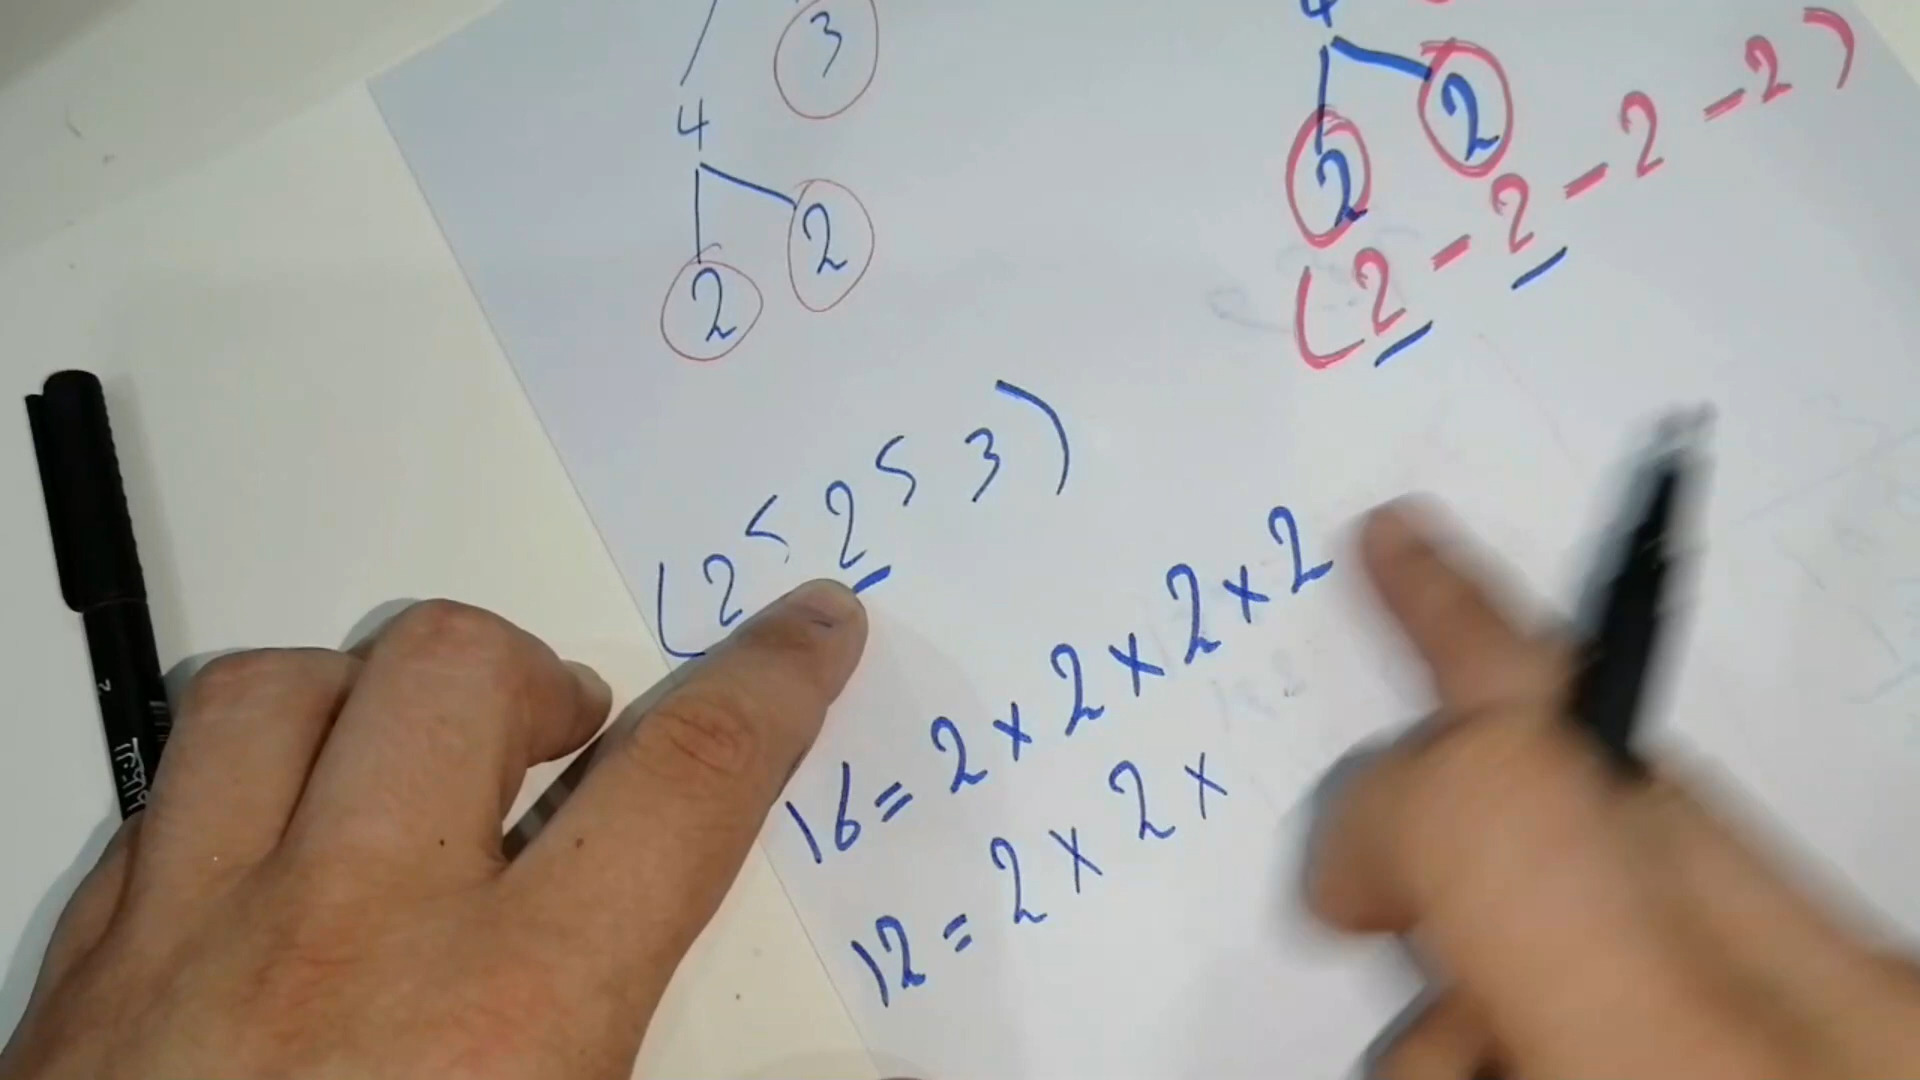 3
4
2
2
4
2
2
(2 - 2 - 2 - 2)
(2 , 2 , 3)
16 = 2 × 2 × 2 × 2
12 = 2 × 2 ×